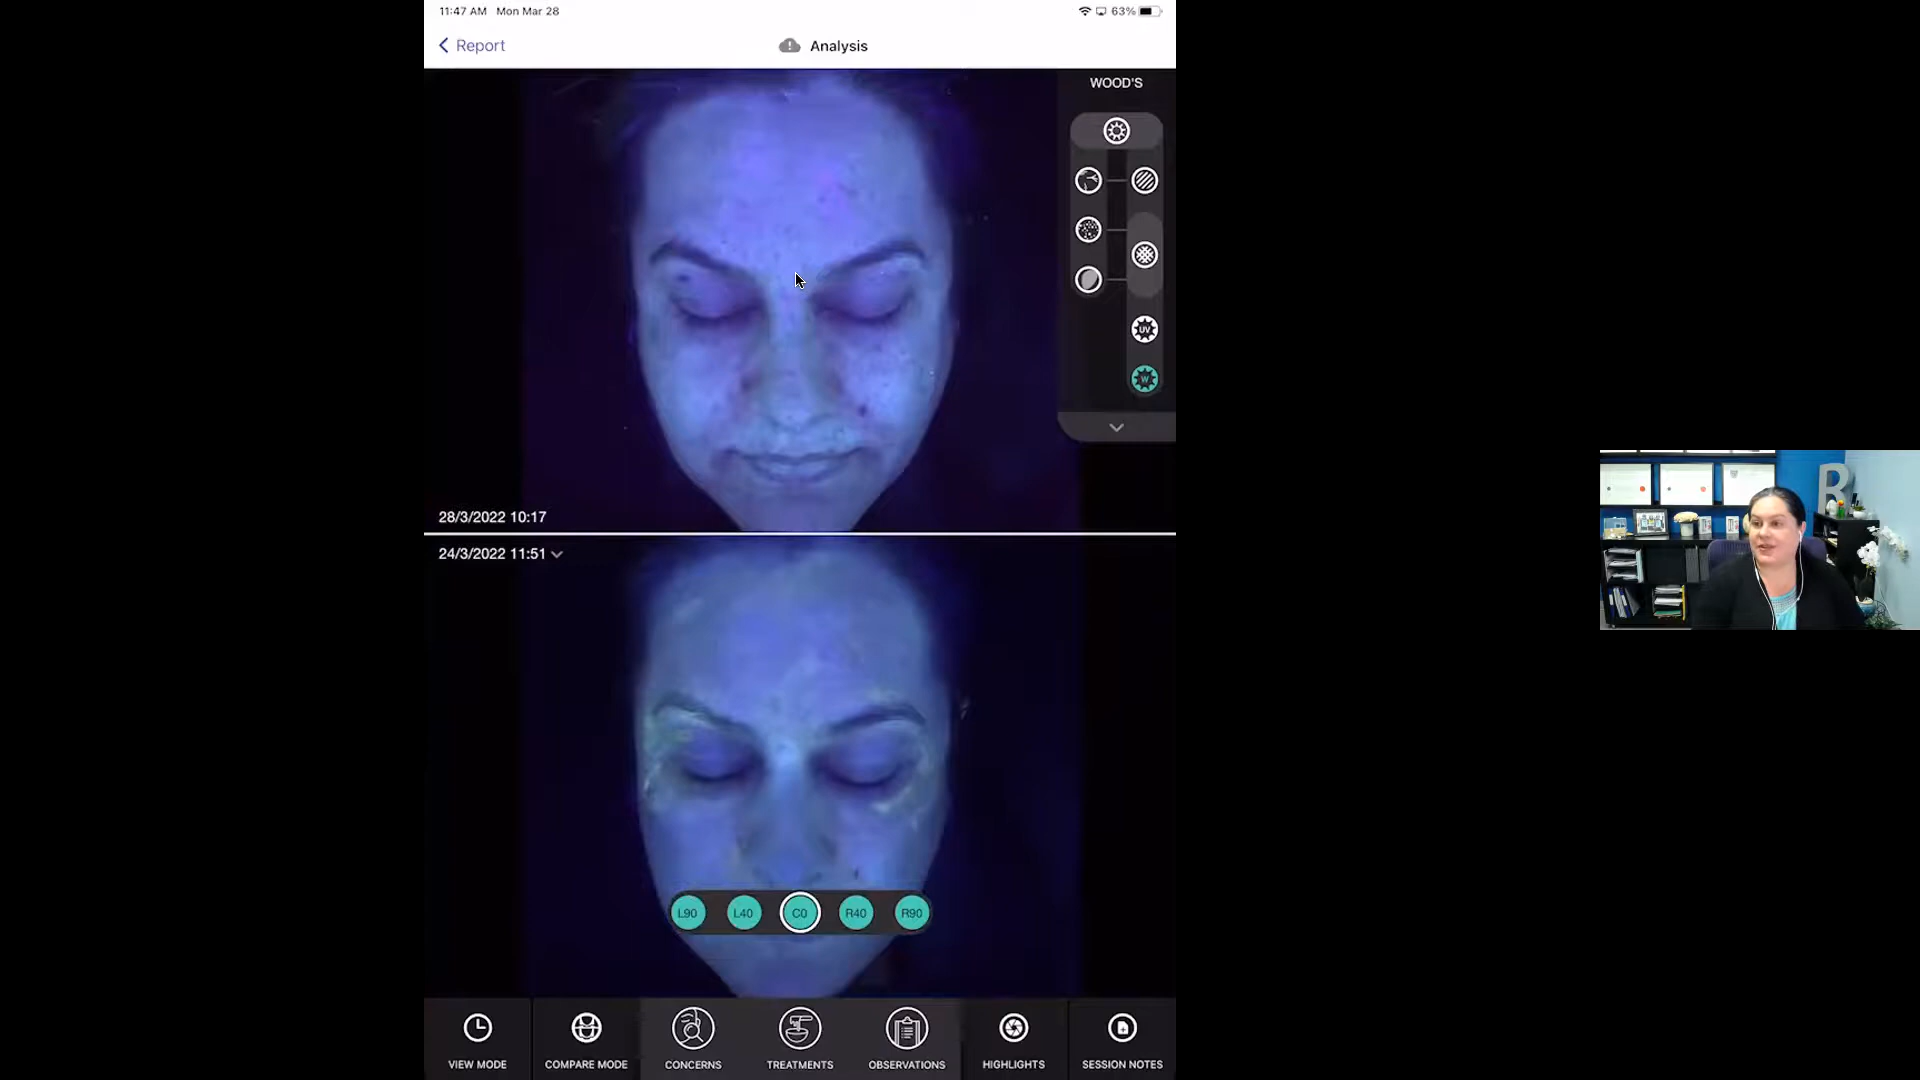 11:47 AM Mon Mar 28
63%
Report
Analysis
WOOD'S
UV
W
28/3/2022 10:17
24/3/2022 11:51
L90 L40 C0 R40 R90
VIEW MODE COMPARE MODE CONCERNS TREATMENTS OBSERVATIONS HIGHLIGHTS SESSION NOTES
R